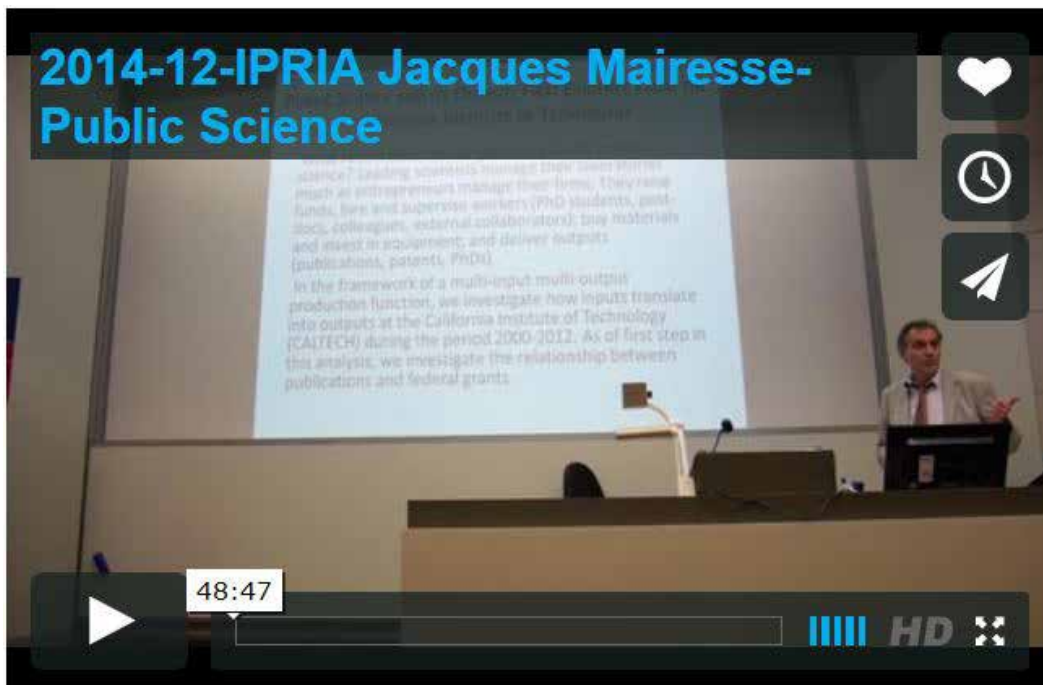 2014-12-IPRIA Jacques Mairesse-
Public Science
science? Leading scientists manage they laboratories
much as entrepreneurs manage their firms. They raise
funds, hire and supervise workers (PhD students, post-
docs, colleagues, external collaborators); buy materials
and invest in equipment; and deliver outputs
(publications, patents, PhDs)
In the framework of a multi-input multi-output
production function, we investigate how inputs translate
into outputs at the California Institute of Technology
(CALTECH) during the period 2000-2012. As of first step in
this analysis, we investigate the relationship between
publications and federal grants
48:47
HD